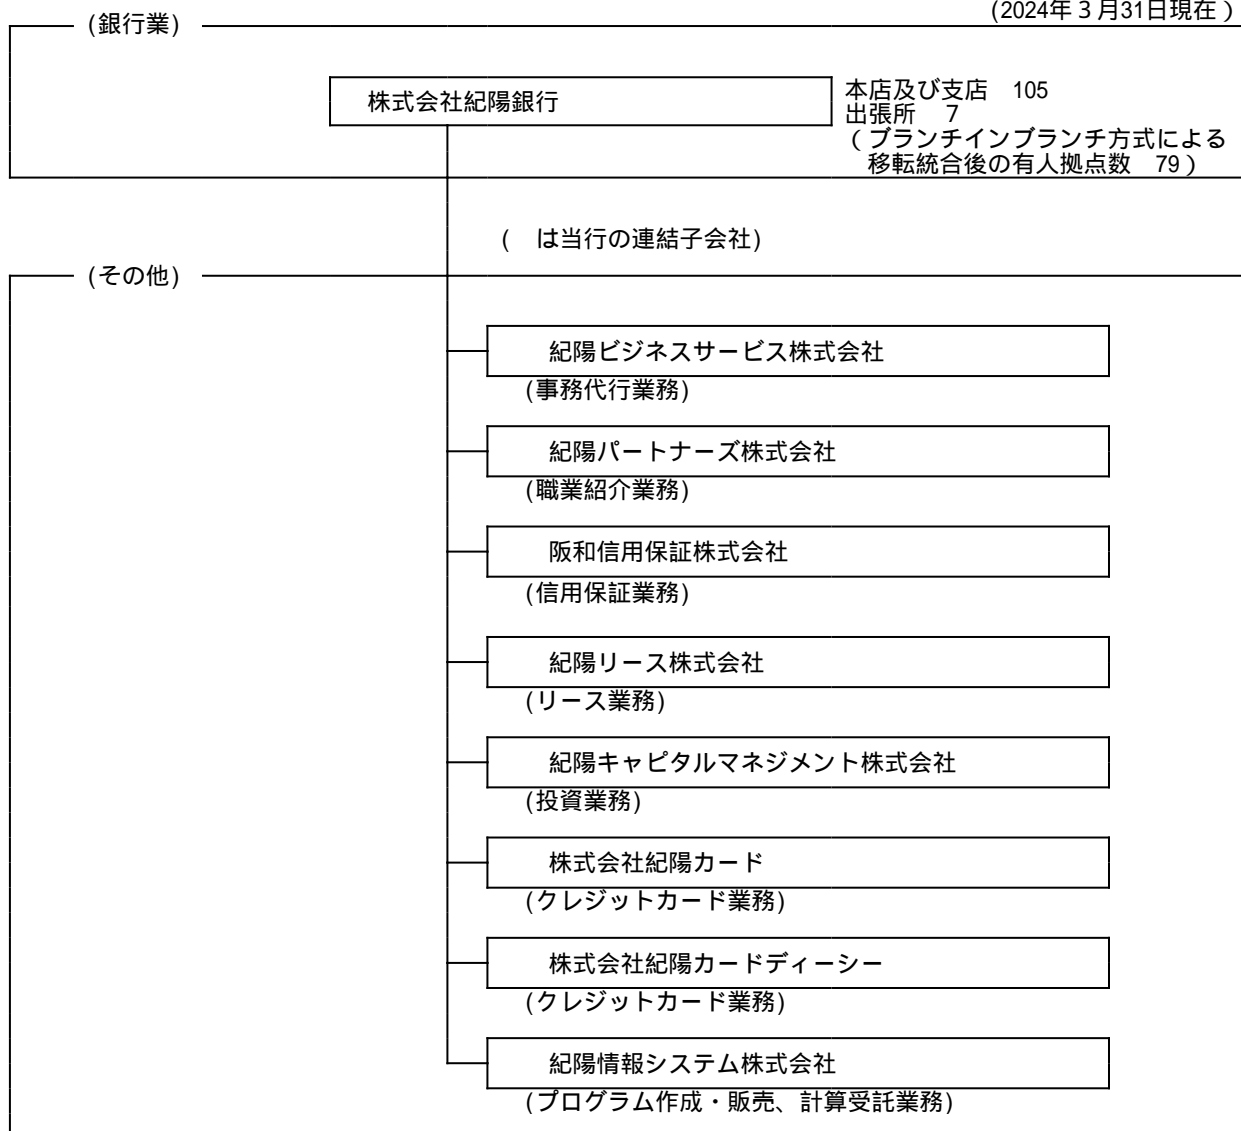 (2024年３月31日現在）
(銀行業)
株式会社紀陽銀行
本店及び支店　105
出張所　7
（ブランチインブランチ方式による
移転統合後の有人拠点数　79）
(　は当行の連結子会社)
(その他)
紀陽ビジネスサービス株式会社
(事務代行業務)
紀陽パートナーズ株式会社
(職業紹介業務)
阪和信用保証株式会社
(信用保証業務)
紀陽リース株式会社
(リース業務)
紀陽キャピタルマネジメント株式会社
(投資業務)
株式会社紀陽カード
(クレジットカード業務)
株式会社紀陽カードディーシー
(クレジットカード業務)
紀陽情報システム株式会社
(プログラム作成・販売、計算受託業務)